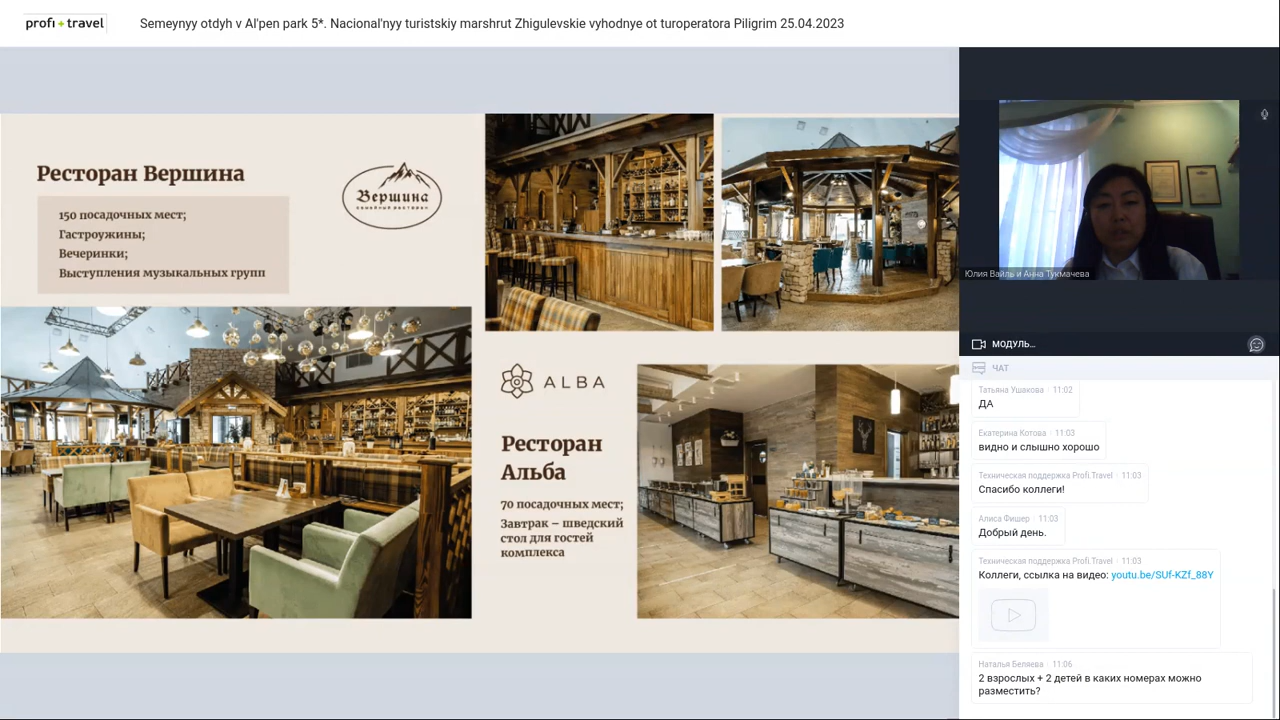 profi travel
Semeynyy otdyh v Al'pen park 5*. Nacional'nyy turistskiy marshrut Zhigulevskie vyhodnye ot turoperatora Piligrim 25.04.2023
Ресторан Вершина
150 посадочных мест;
Гастроужины;
Вечеринки;
Выступления музыкальных групп
Вершина
СЕМЕЙНЫЙ РЕСТОРАН
ALBA
Ресторан
Альба
70 посадочных мест;
Завтрак – шведский
стол для гостей
комплекса
Юлия Вайль и Анна Тукмачева
МОДУЛЬ...
ЧАТ
Татьяна Ушакова · 11:02
ДА
Екатерина Котова · 11:03
видно и слышно хорошо
Техническая поддержка Profi.Travel · 11:03
Спасибо коллеги!
Алиса Фишер · 11:03
Добрый день.
Техническая поддержка Profi.Travel · 11:03
Коллеги, ссылка на видео: youtu.be/SUf-KZf_88Y
Наталья Беляева · 11:06
2 взрослых + 2 детей в каких номерах можно
разместить?